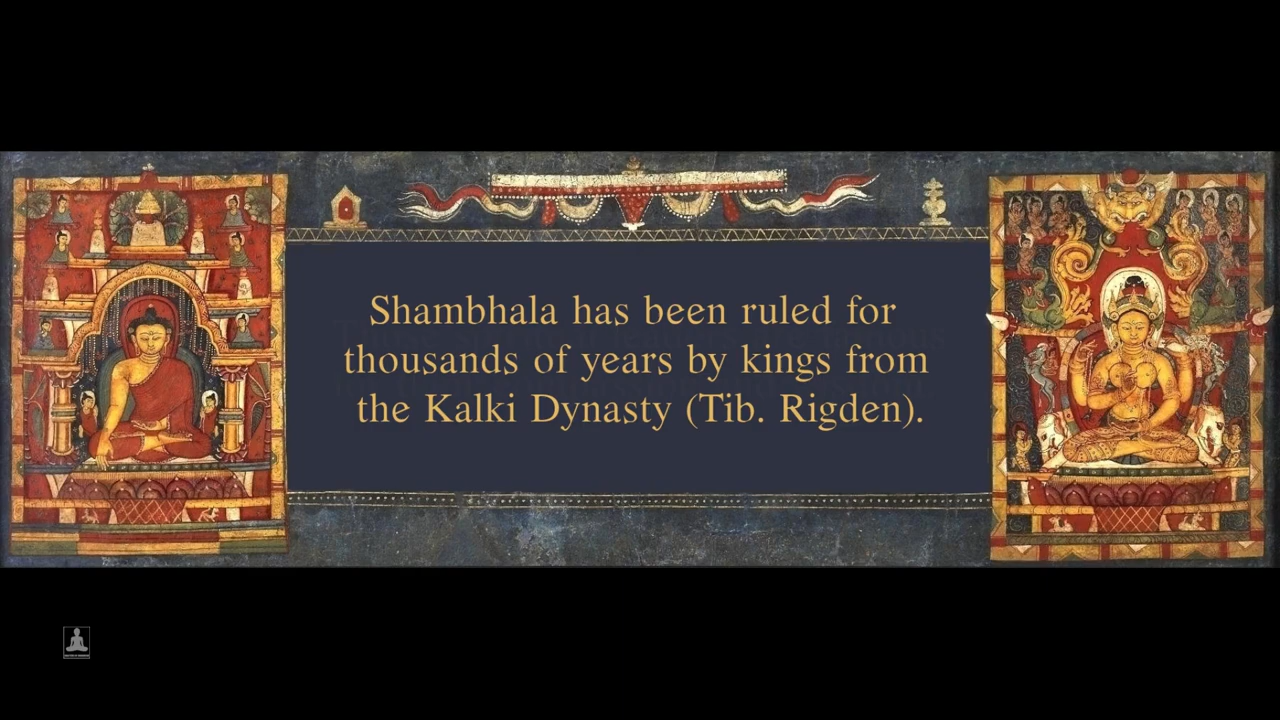 Shambhala has been ruled for
thousands of years by kings from
the Kalki Dynasty (Tib. Rigden).